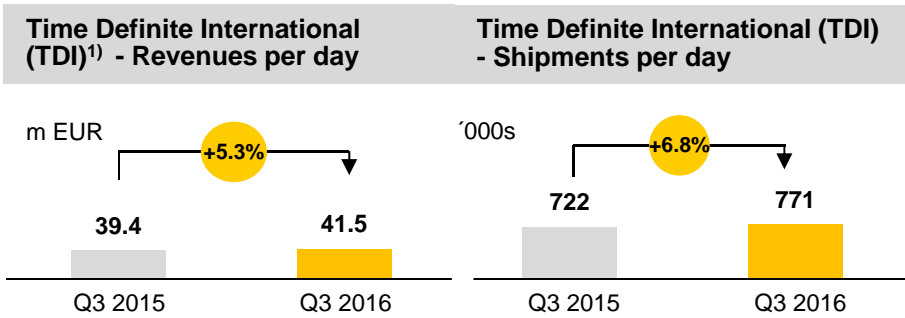 Time Definite International
(TDI)1) - Revenues per day
m EUR
+5.3%
39.4
41.5
Q3 2015
Q3 2016
Time Definite International (TDI)
- Shipments per day
´000s
+6.8%
722
771
Q3 2015
Q3 2016